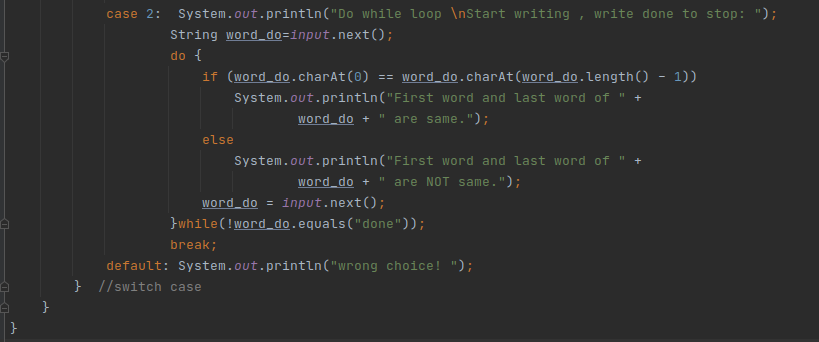 case 2:  System.out.println("Do while loop \nStart writing , write done to stop: ");
String word_do=input.next();
do {
if (word_do.charAt(0) == word_do.charAt(word_do.length() - 1))
System.out.println("First word and last word of " +
word_do + " are same.");
else
System.out.println("First word and last word of " +
word_do + " are NOT same.");
word_do = input.next();
}while(!word_do.equals("done"));
break;
default: System.out.println("wrong choice! ");
}  //switch case
}
}